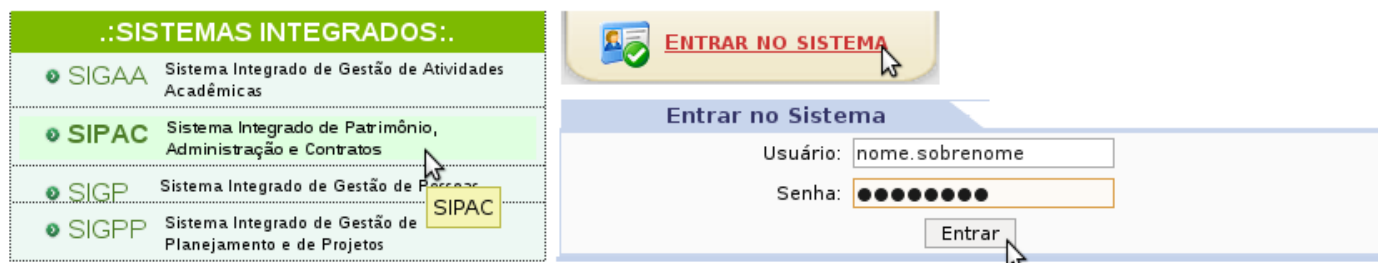 .:SISTEMAS INTEGRADOS:.
SIGAA Sistema Integrado de Gestão de Atividades
Acadêmicas
SIPAC Sistema Integrado de Patrimônio,
Administração e Contratos
SIGP Sistema Integrado de Gestão de Pessoas
SIPAC
SIGPP Sistema Integrado de Gestão de
Planejamento e de Projetos
ENTRAR NO SISTEMA
Entrar no Sistema
Usuário: nome.sobrenome
Senha: ●●●●●●●●
Entrar